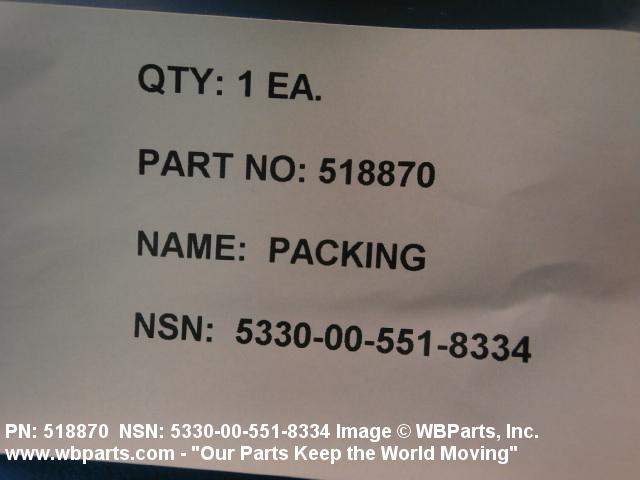 QTY: 1 EA.
PART NO: 518870
NAME: PACKING
NSN: 5330-00-551-8334
PN: 518870 NSN: 5330-00-551-8334 Image © WBParts, Inc.
www.wbparts.com - "Our Parts Keep the World Moving"